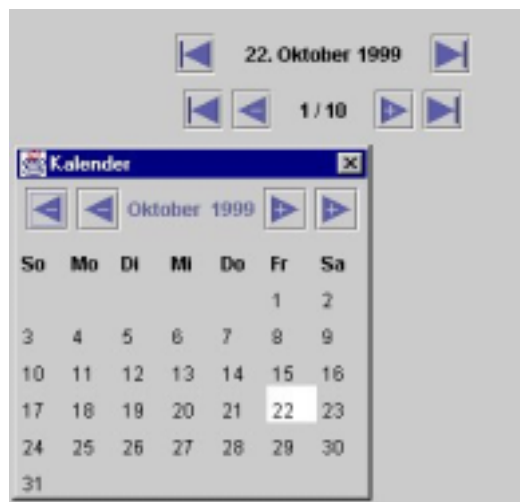 22. Oktober 1999
1 / 10
Kalender
Oktober 1999
So Mo Di Mi Do Fr Sa
1 2
3 4 5 6 7 8 9
10 11 12 13 14 15 16
17 18 19 20 21 22 23
24 25 26 27 28 29 30
31